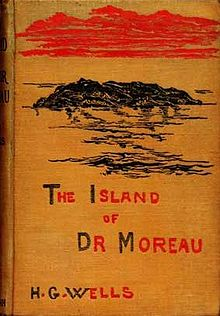 THE ISLAND
OF
DR MOREAU
H.G.WELLS